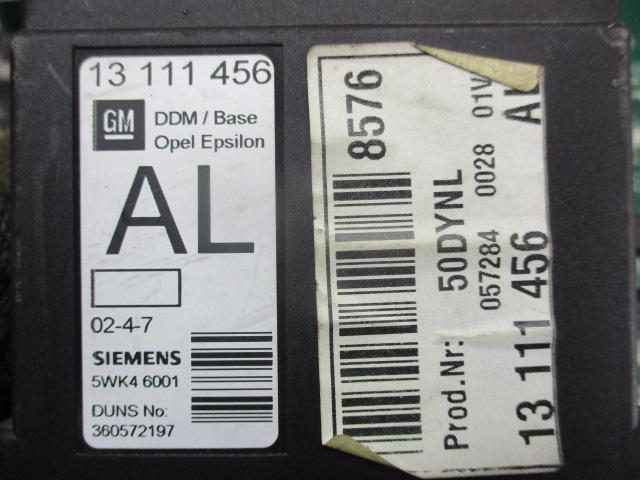 13 111 456
GM
DDM / Base
Opel Epsilon
AL
02-4-7
SIEMENS
5WK4 6001
DUNS No:
360572197
8576
Prod.Nr: 50DYNL
057284 0028
13 111 456